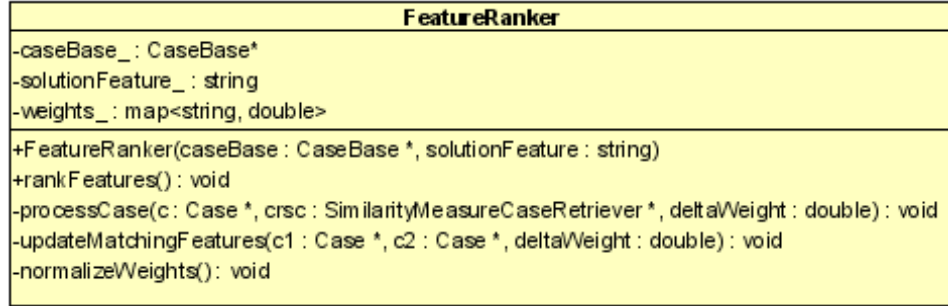 FeatureRanker
-caseBase_ : CaseBase*
-solutionFeature_ : string
-weights_ : map<string, double>
+FeatureRanker(caseBase : CaseBase *, solutionFeature : string)
+rankFeatures() : void
-processCase(c : Case *, crsc : SimilarityMeasureCaseRetriever *, deltaWeight : double) : void
-updateMatchingFeatures(c1 : Case *, c2 : Case *, deltaWeight : double) : void
-normalizeWeights() : void